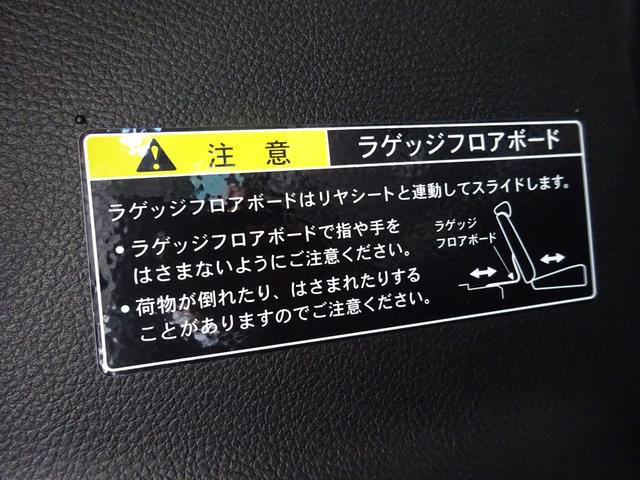 注 意
ラゲッジフロアボード
ラゲッジフロアボードはリヤシートと連動してスライドします。
● ラゲッジフロアボードで指や手を
はさまないようにご注意ください。
● 荷物が倒れたり、はさまれたりする
ことがありますのでご注意ください。
ラゲッジ
フロアボード